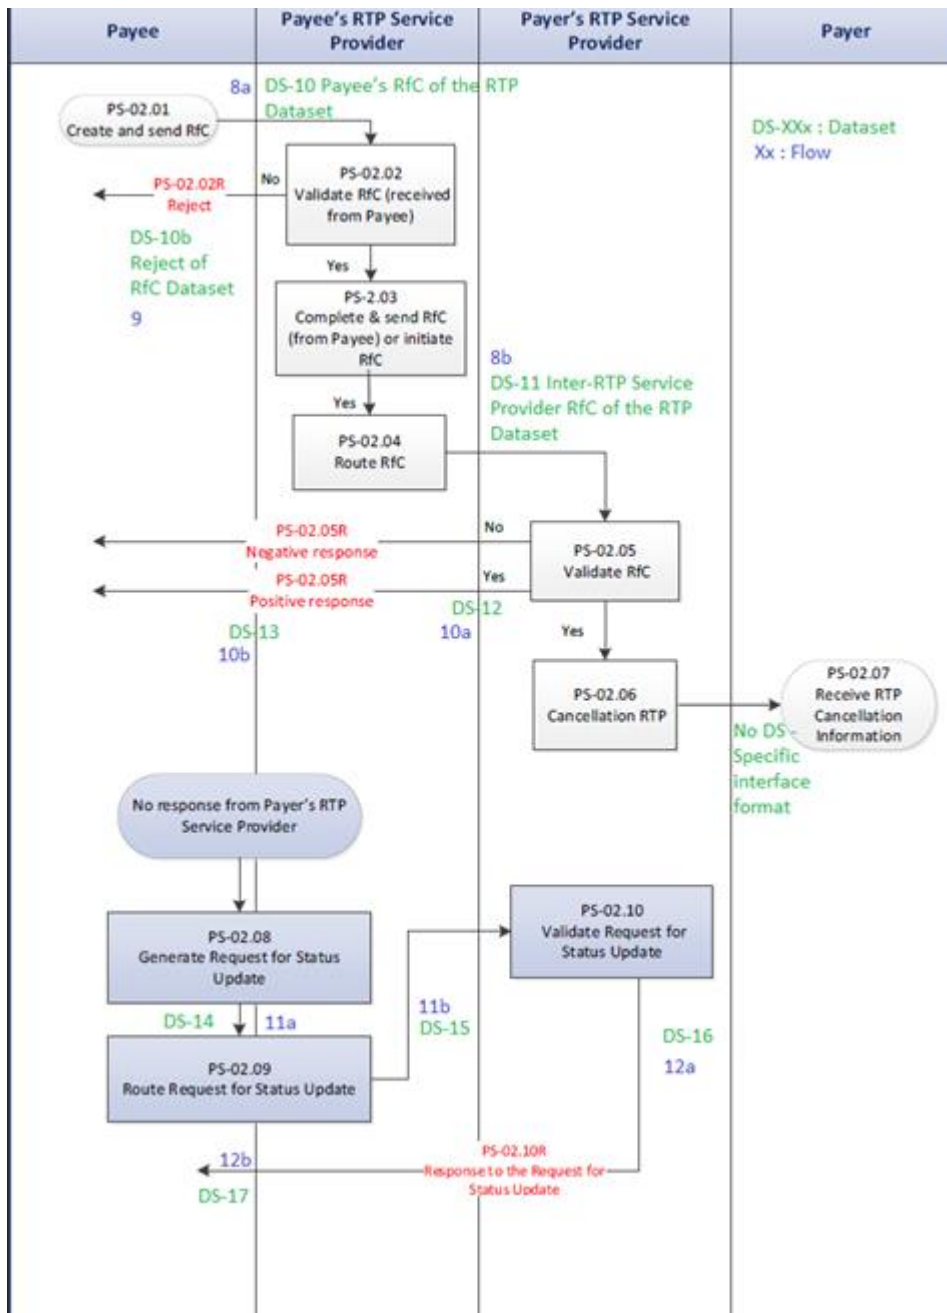 Payee
Payee's RTP Service
Provider
Payer's RTP Service
Provider
Payer
8a
DS-10 Payee's RfC of the RTP
Dataset
PS-02.01
Create and send RfC
DS-XXx : Dataset
Xx : Flow
PS-02.02
Validate RfC (received
from Payee)
No
PS-02.02R
Reject
DS-10b
Reject of
RfC Dataset
9
Yes
PS-2.03
Complete & send RfC
(from Payee) or initiate
RfC
8b
DS-11 Inter-RTP Service
Provider RfC of the RTP
Dataset
Yes
PS-02.04
Route RfC
No
PS-02.05R
Negative response
PS-02.05
Validate RfC
Yes
PS-02.05R
Positive response
DS-12
10a
DS-13
10b
Yes
PS-02.06
Cancellation RTP
PS-02.07
Receive RTP
Cancellation
Information
No DS -
Specific
interface
format
No response from Payer's RTP
Service Provider
PS-02.08
Generate Request for Status
Update
PS-02.10
Validate Request for
Status Update
DS-14
11a
11b
DS-15
PS-02.09
Route Request for Status Update
DS-16
12a
PS-02.10R
Response to the Request for
Status Update
12b
DS-17